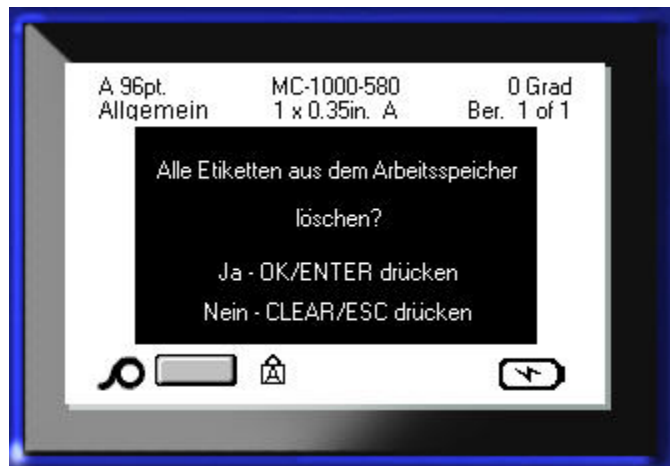 A 96pt. MC-1000-580 0 Grad
Allgemein 1 x 0.35in. A Ber. 1 of 1
Alle Etiketten aus dem Arbeitsspeicher
löschen?
Ja - OK/ENTER drücken
Nein - CLEAR/ESC drücken
A